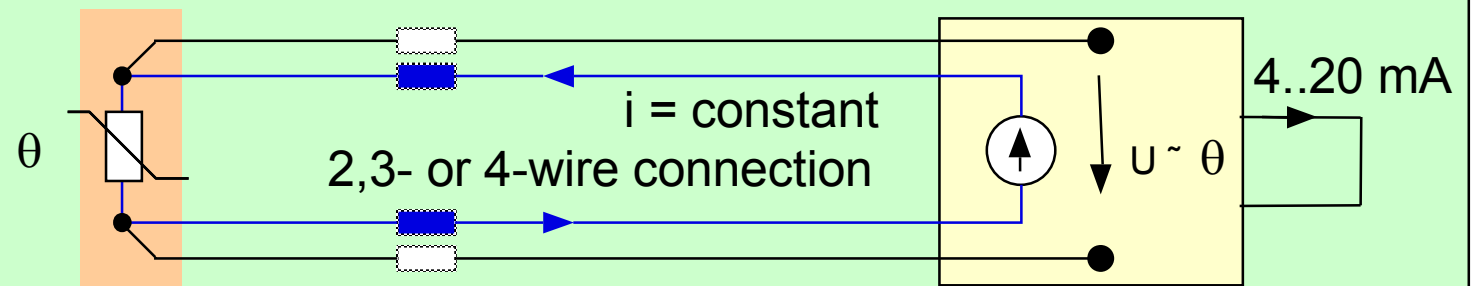 4..20 mA
i = constant
θ
2,3- or 4-wire connection
U ~ θ